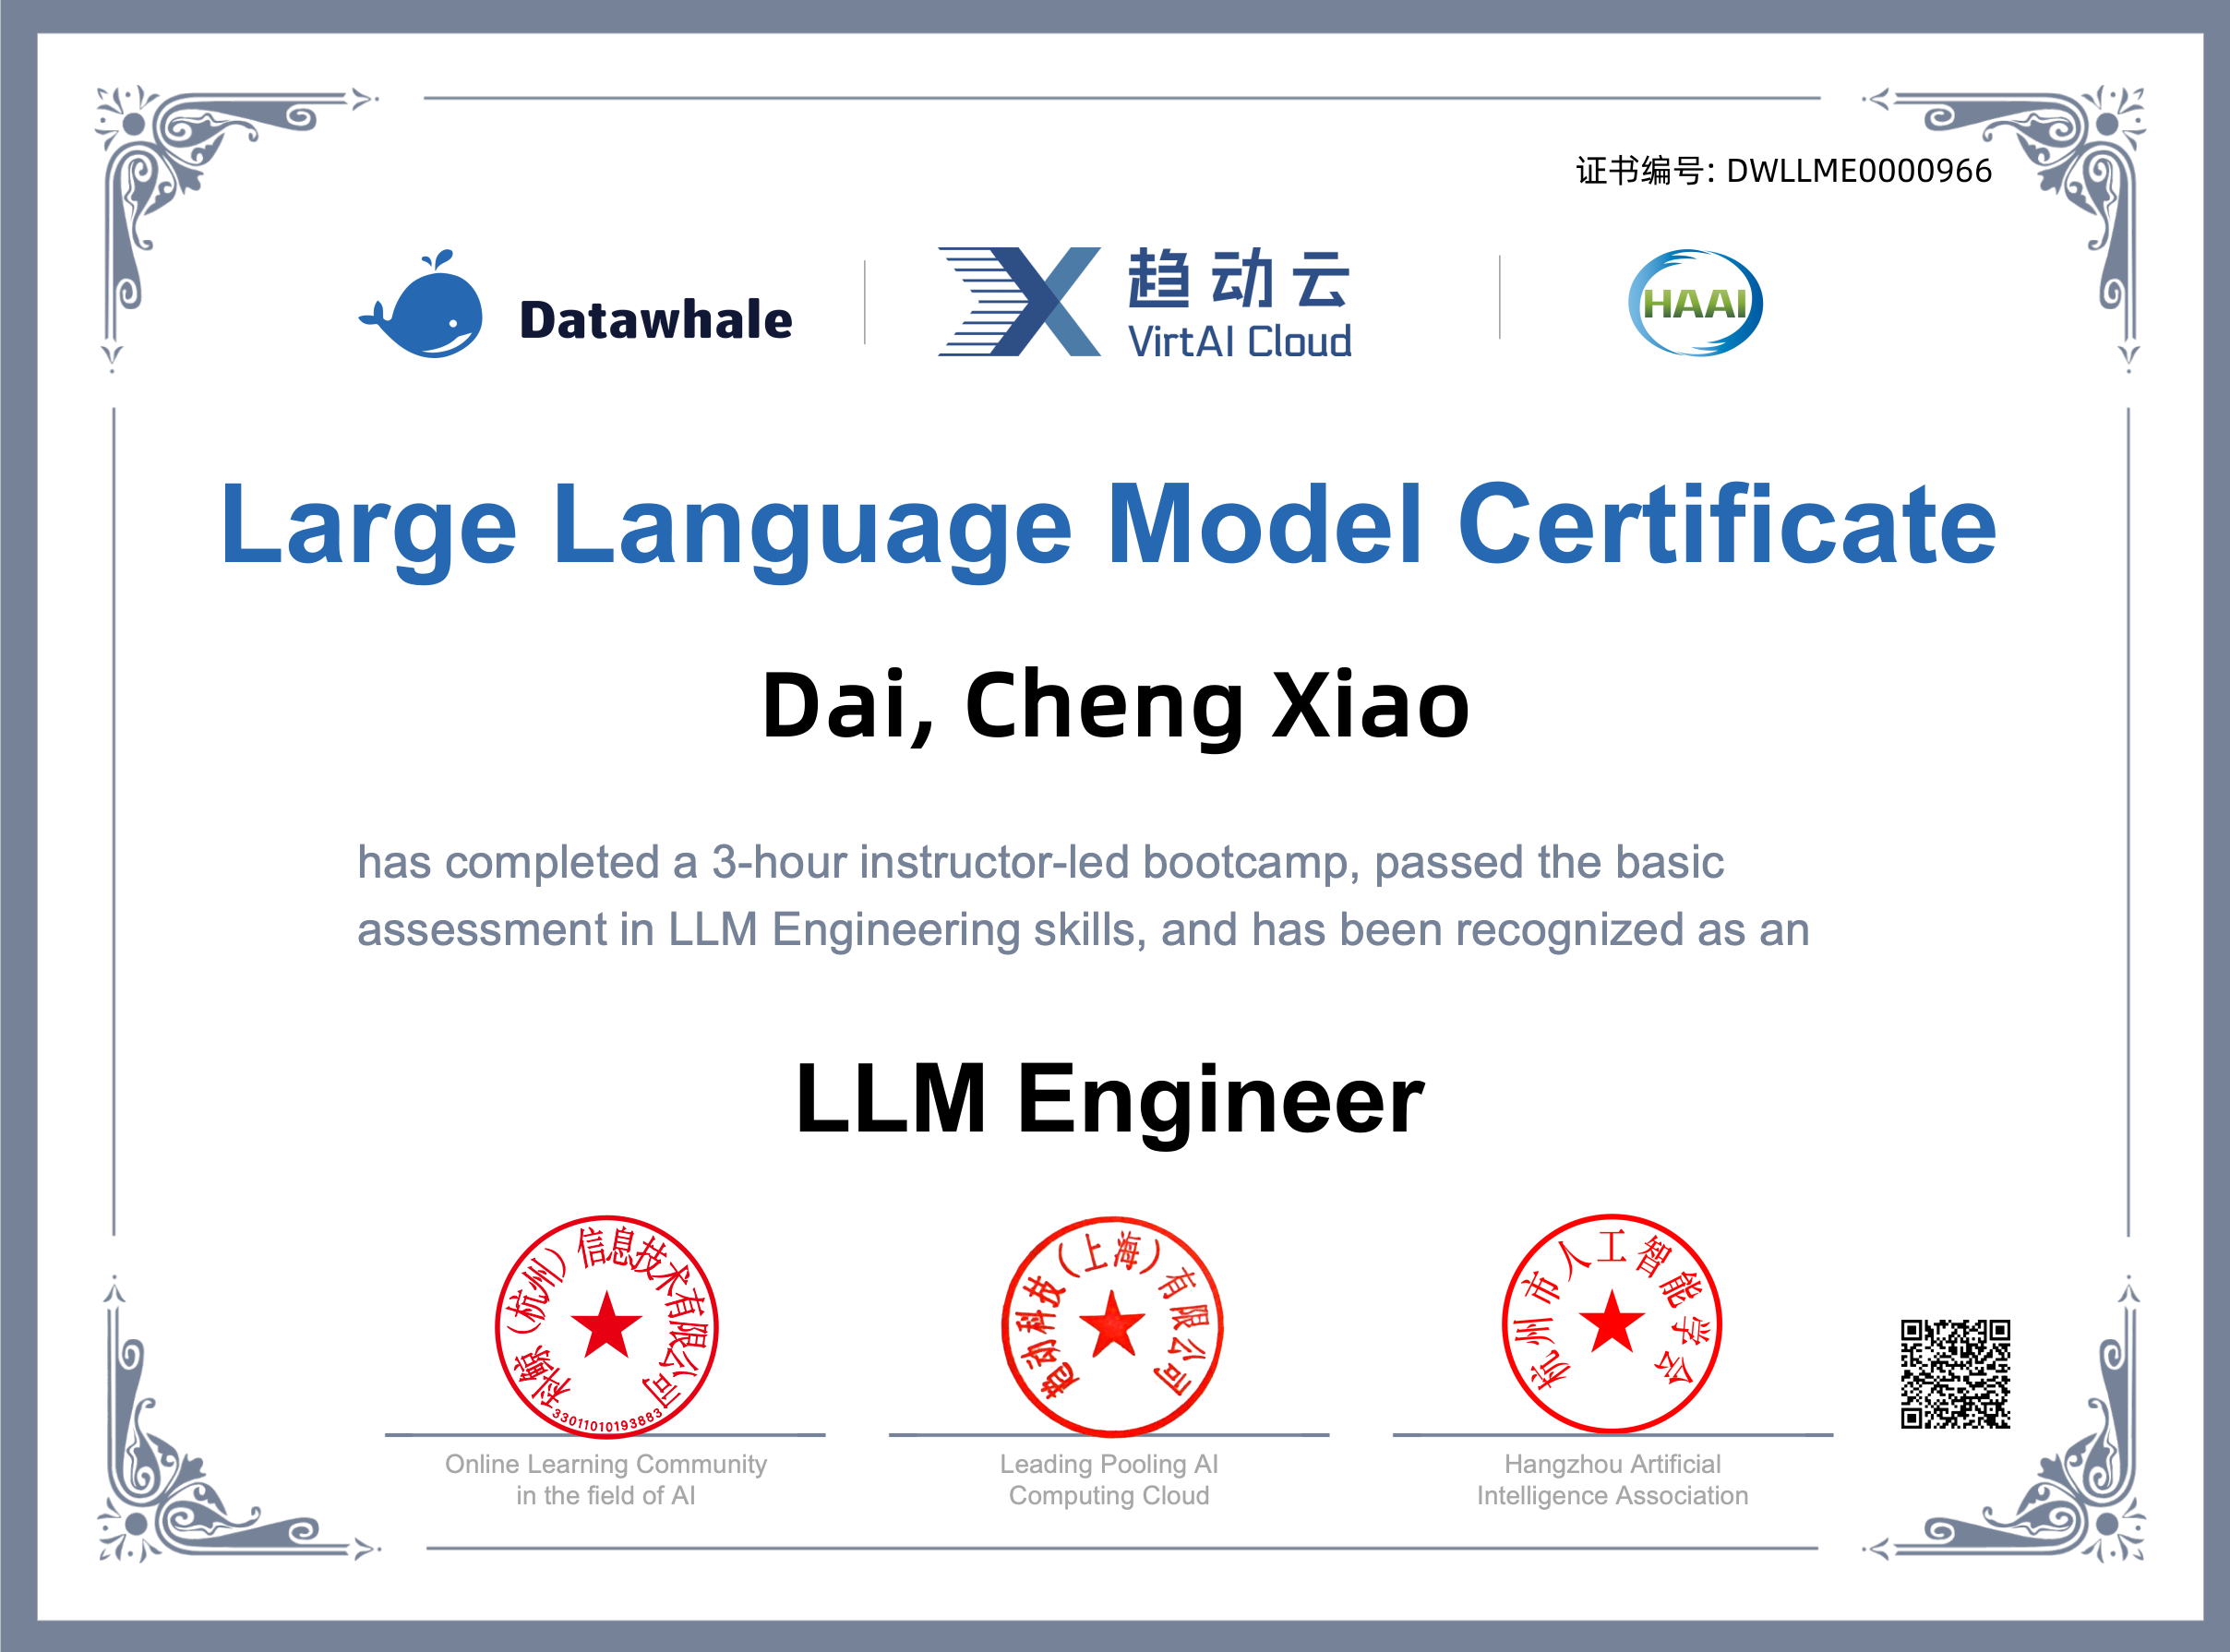 证书编号: DWLLME0000966
Datawhale
趋动云
VirtAI Cloud
HAAI
Large Language Model Certificate
Dai, Cheng Xiao
has completed a 3-hour instructor-led bootcamp, passed the basic
assessment in LLM Engineering skills, and has been recognized as an
LLM Engineer
科鲸（杭州）信息技术有限公司
33011010193883
趋动科技（上海）有限公司
杭州市人工智能学会
Online Learning Community
in the field of AI
Leading Pooling AI
Computing Cloud
Hangzhou Artificial
Intelligence Association